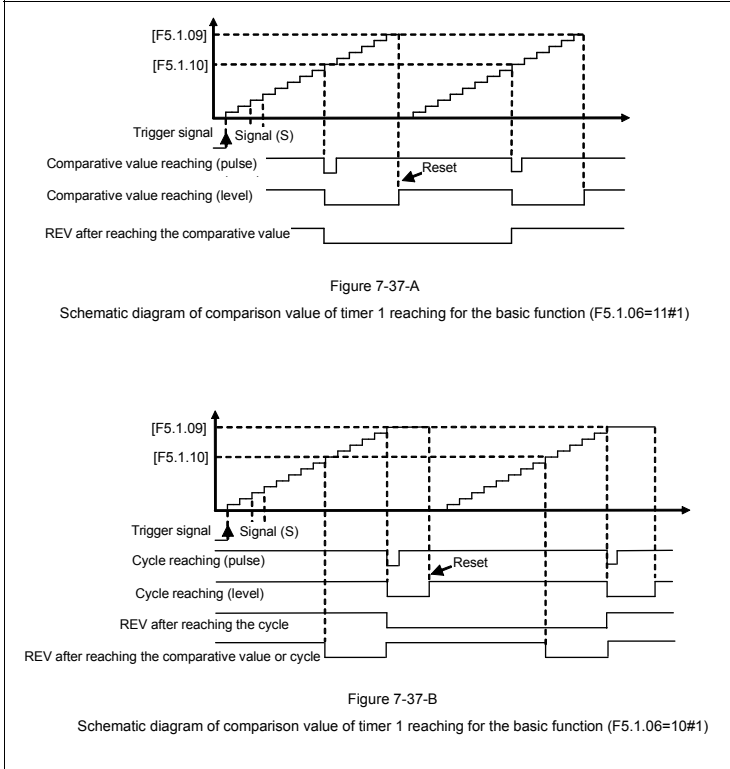 [F5.1.09]
[F5.1.10]
Trigger signal
Signal (S)
Comparative value reaching (pulse)
Reset
Comparative value reaching (level)
REV after reaching the comparative value
Figure 7-37-A
Schematic diagram of comparison value of timer 1 reaching for the basic function (F5.1.06=11#1)
[F5.1.09]
[F5.1.10]
Trigger signal
Signal (S)
Cycle reaching (pulse)
Reset
Cycle reaching (level)
REV after reaching the cycle
REV after reaching the comparative value or cycle
Figure 7-37-B
Schematic diagram of comparison value of timer 1 reaching for the basic function (F5.1.06=10#1)